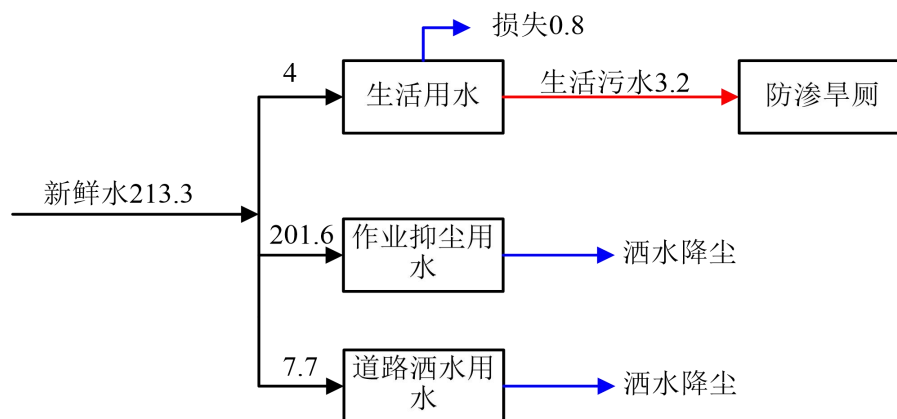 损失0.8
4
生活用水
生活污水3.2
防渗旱厕
新鲜水213.3
201.6
作业抑尘用
水
洒水降尘
7.7
道路洒水用
水
洒水降尘